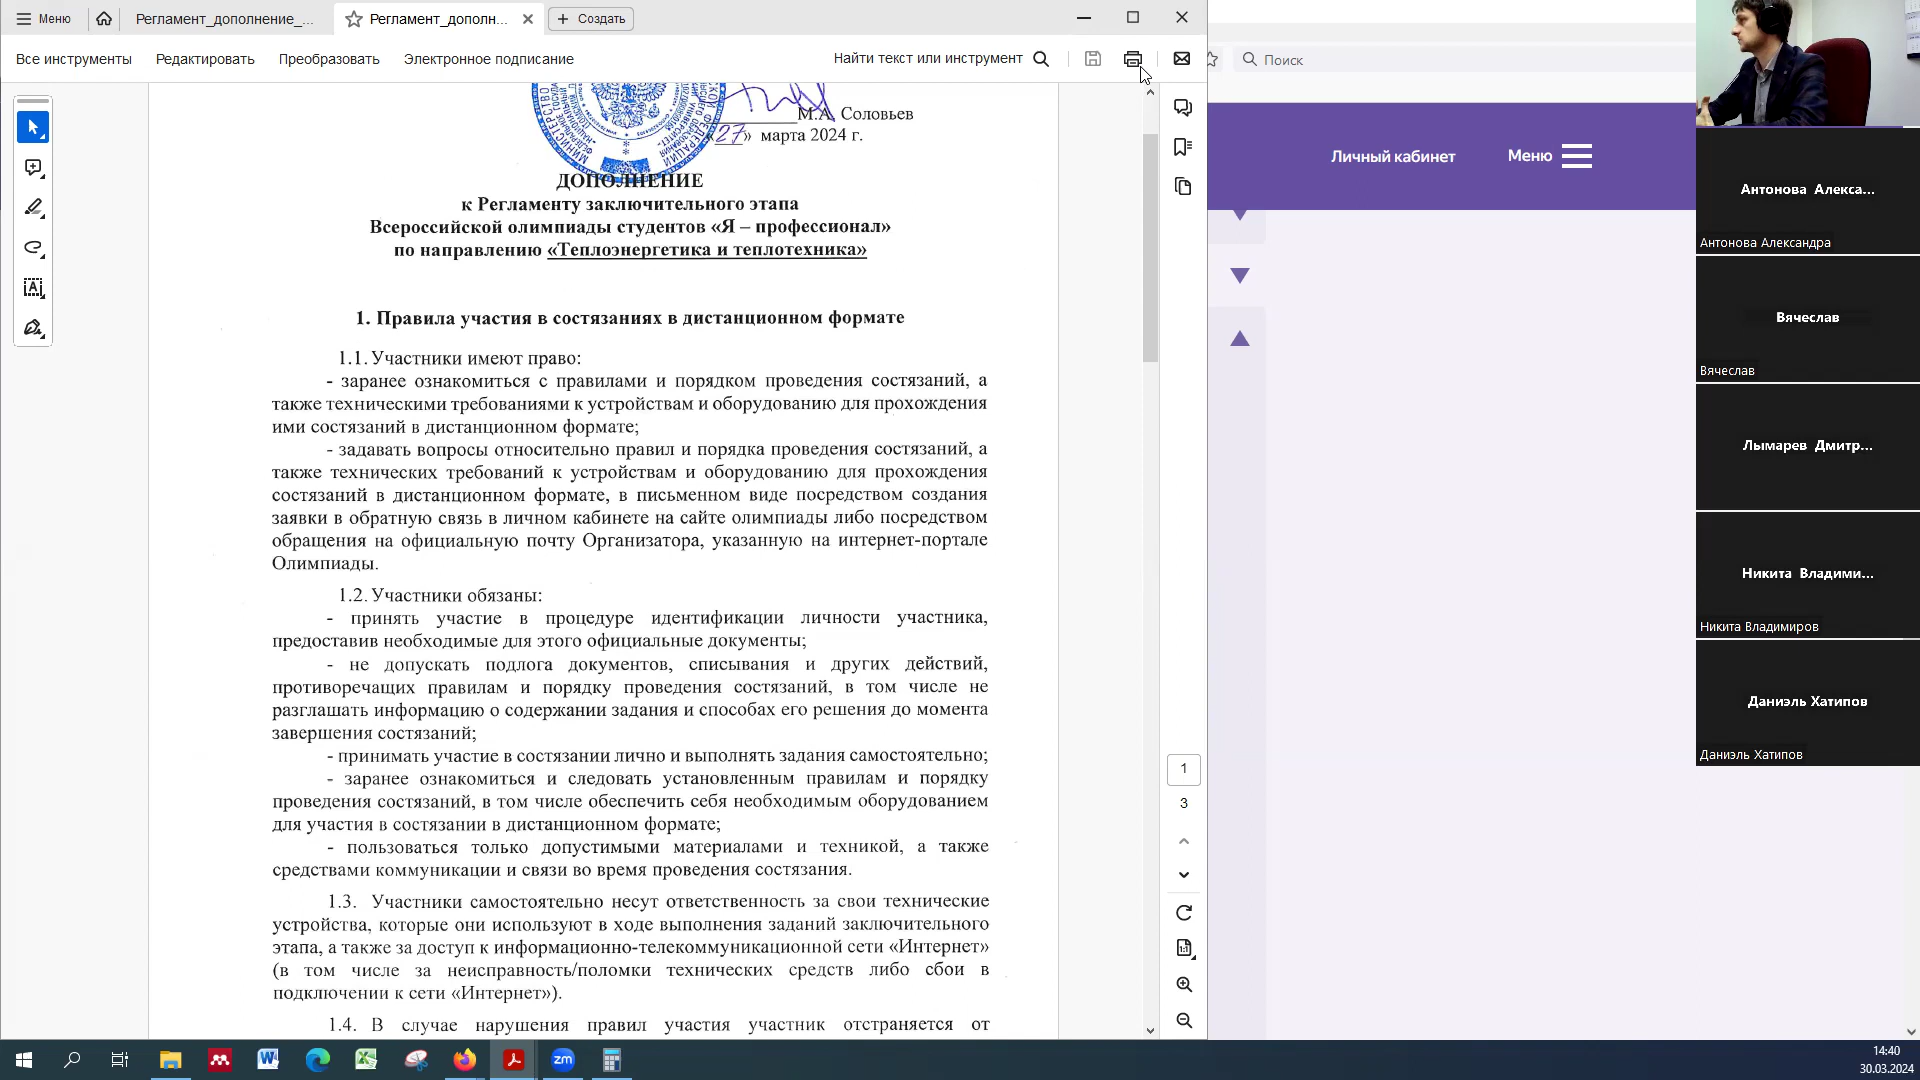 Меню
Регламент_дополнение_...
Регламент_дополн...
Создать
Все инструменты
Редактировать
Преобразовать
Электронное подписание
Найти текст или инструмент
Поиск
М.А. Соловьев
«27» марта 2024 г.
ДОПОЛНЕНИЕ
к Регламенту заключительного этапа
Всероссийской олимпиады студентов «Я – профессионал»
по направлению «Теплоэнергетика и теплотехника»
1. Правила участия в состязаниях в дистанционном формате
1.1. Участники имеют право:
- заранее ознакомиться с правилами и порядком проведения состязаний, а
также техническими требованиями к устройствам и оборудованию для прохождения
ими состязаний в дистанционном формате;
- задавать вопросы относительно правил и порядка проведения состязаний, а
также технических требований к устройствам и оборудованию для прохождения
состязаний в дистанционном формате, в письменном виде посредством создания
заявки в обратную связь в личном кабинете на сайте олимпиады либо посредством
обращения на официальную почту Организатора, указанную на интернет-портале
Олимпиады.
1.2. Участники обязаны:
- принять участие в процедуре идентификации личности участника,
предоставив необходимые для этого официальные документы;
- не допускать подлога документов, списывания и других действий,
противоречащих правилам и порядку проведения состязаний, в том числе не
разглашать информацию о содержании задания и способах его решения до момента
завершения состязаний;
- принимать участие в состязании лично и выполнять задания самостоятельно;
- заранее ознакомиться и следовать установленным правилам и порядку
проведения состязаний, в том числе обеспечить себя необходимым оборудованием
для участия в состязании в дистанционном формате;
- пользоваться только допустимыми материалами и техникой, а также
средствами коммуникации и связи во время проведения состязания.
1.3. Участники самостоятельно несут ответственность за свои технические
устройства, которые они используют в ходе выполнения заданий заключительного
этапа, а также за доступ к информационно-телекоммуникационной сети «Интернет»
(в том числе за неисправность/поломки технических средств либо сбои в
подключении к сети «Интернет»).
1.4. В случае нарушения правил участия участник отстраняется от
1
3
Личный кабинет
Меню
Антонова Алекса...
Антонова Александра
Вячеслав
Вячеслав
Лымарев Дмитр...
Никита Владими...
Никита Владимиров
Даниэль Хатипов
Даниэль Хатипов
zm
14:40
30.03.2024